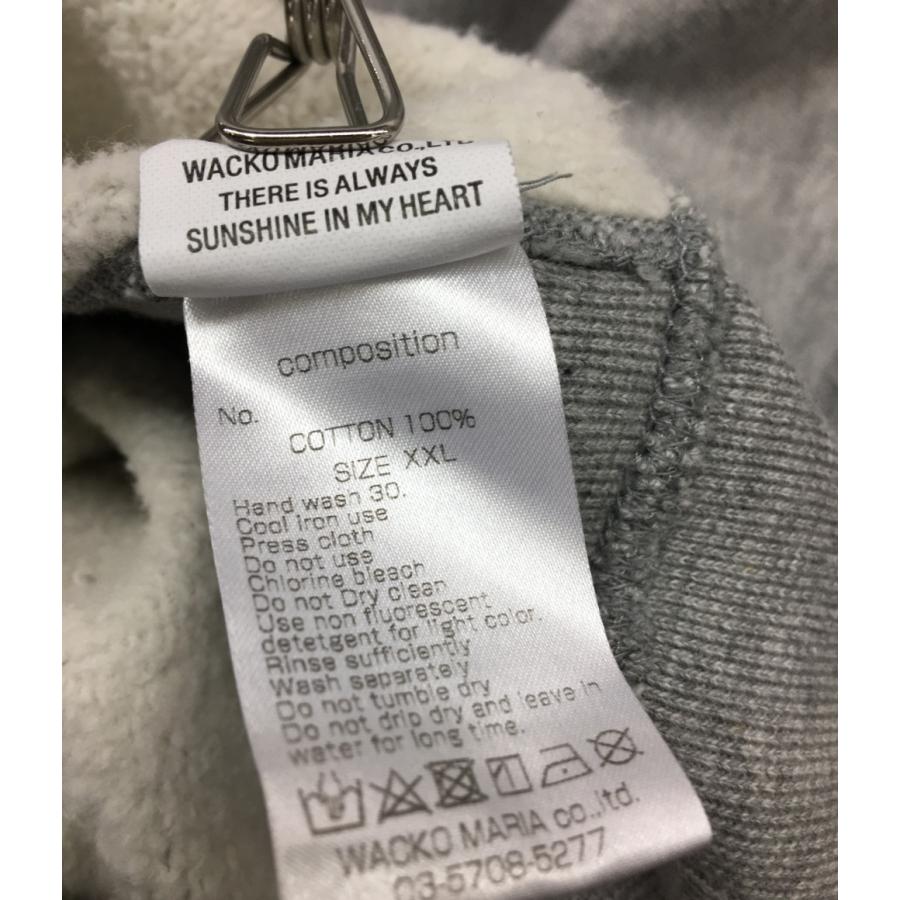 WACKO MARIA CO.,LTD
THERE IS ALWAYS
SUNSHINE IN MY HEART
composition
No.
COTTON 100%
SIZE XXL
Hand wash 30.
Cool iron use
Press cloth
Do not use
Chlorine bleach
Do not Dry clean
Use non fluorescent
detetgent for light color.
Rinse sufficiently
Wash separately
Do not tumble dry
Do not drip dry and leave in
water for long time.
WACKO MARIA co.,ltd.
03-5708-5277